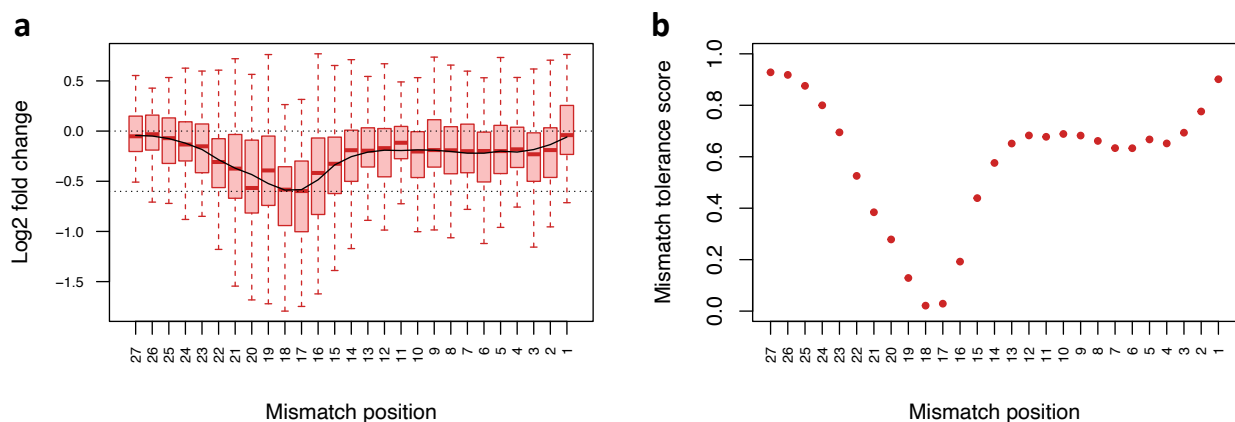 a
Log2 fold change
0.5
0.0
−0.5
−1.0
−1.5
27 26 25 24 23 22 21 20 19 18 17 16 15 14 13 12 11 10 9 8 7 6 5 4 3 2 1
Mismatch position
b
Mismatch tolerance score
1.0
0.8
0.6
0.4
0.2
0.0
27 26 25 24 23 22 21 20 19 18 17 16 15 14 13 12 11 10 9 8 7 6 5 4 3 2 1
Mismatch position